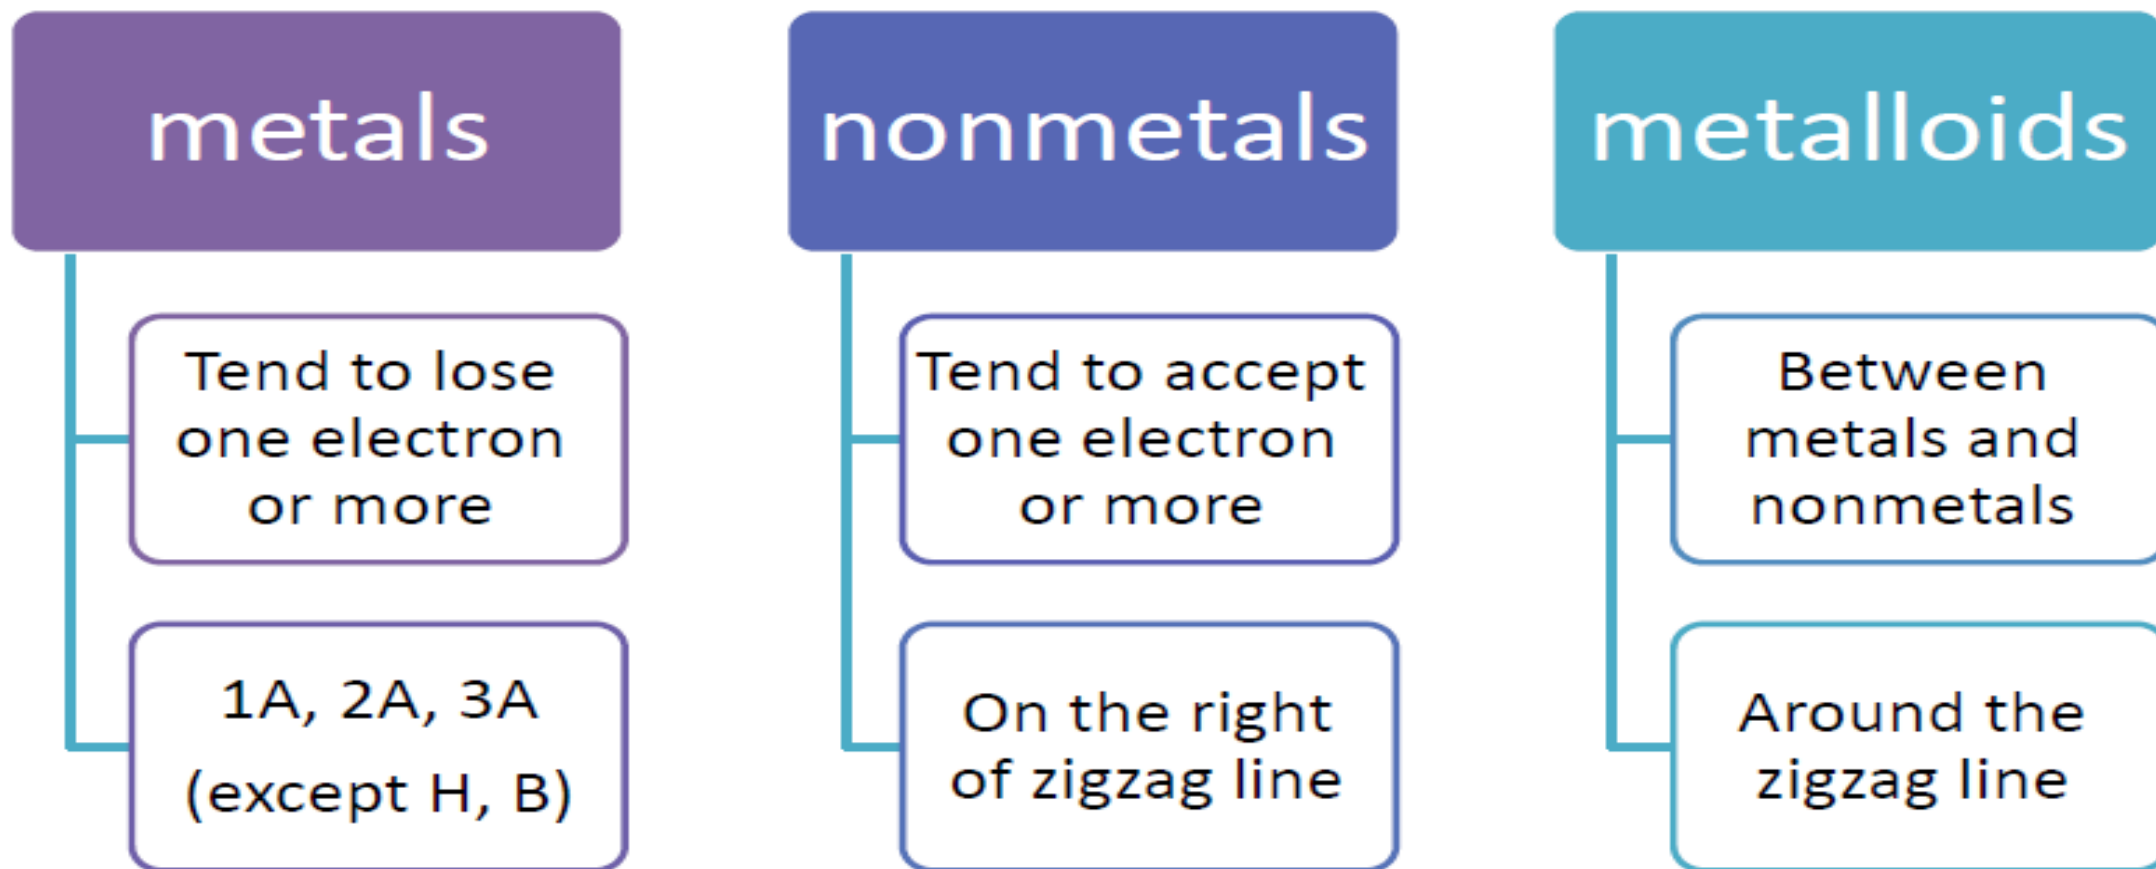 metals
Tend to lose
one electron
or more
1A, 2A, 3A
(except H, B)
nonmetals
Tend to accept
one electron
or more
On the right
of zigzag line
metalloids
Between
metals and
nonmetals
Around the
zigzag line